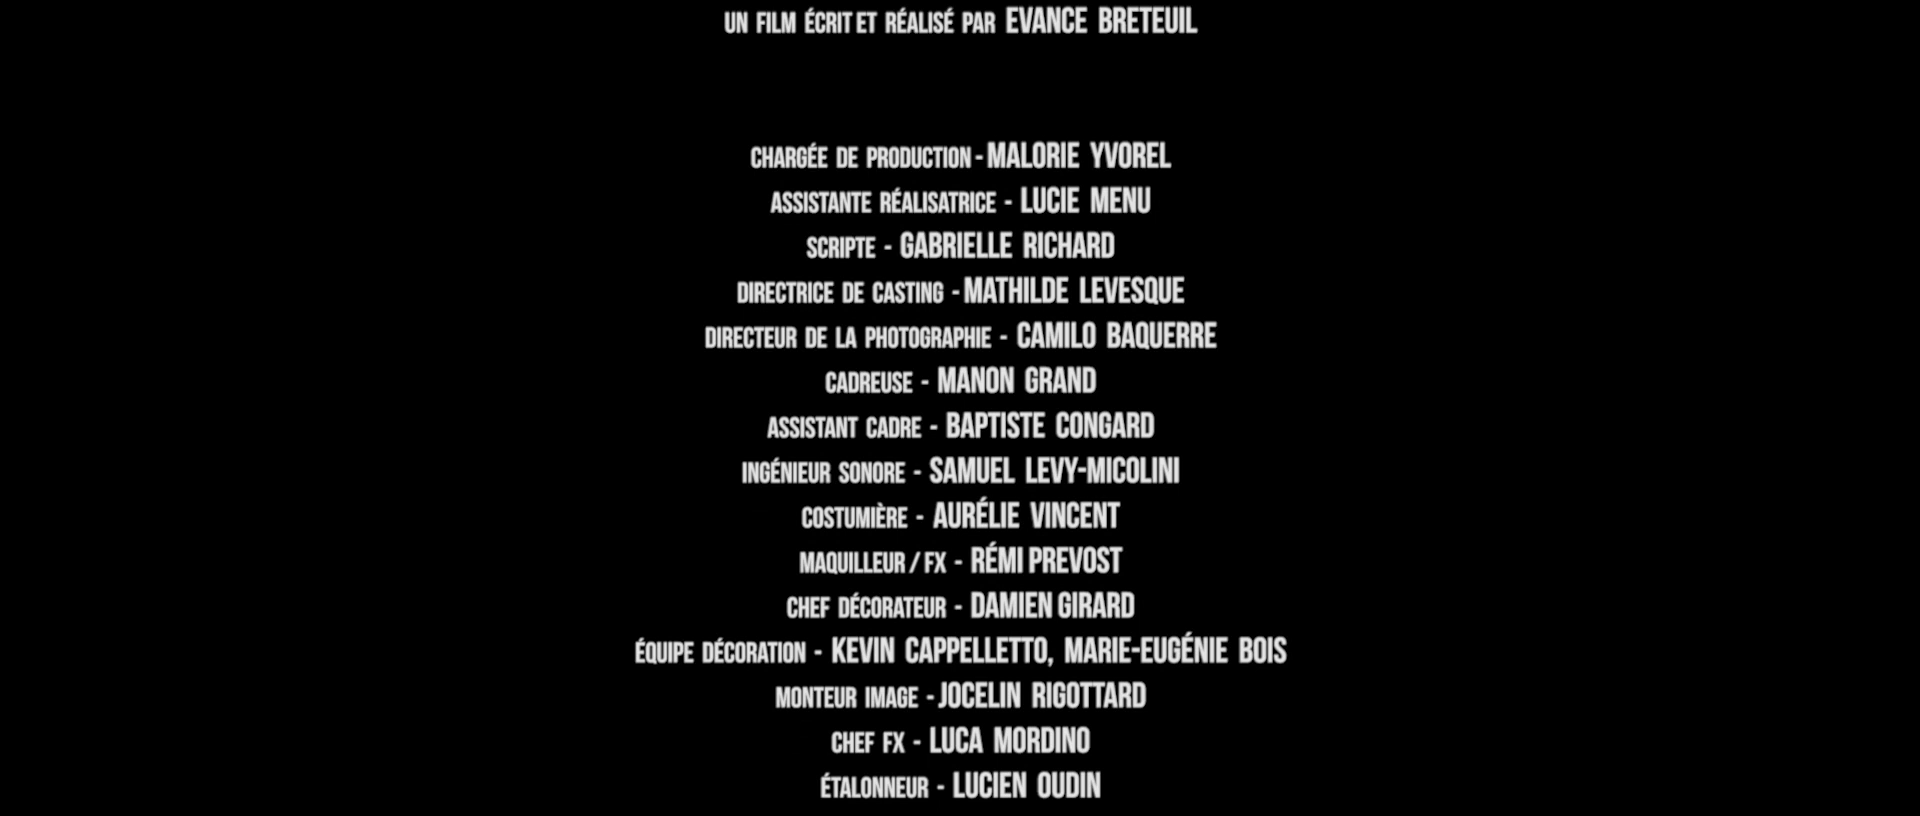 UN FILM ÉCRIT ET RÉALISÉ PAR EVANCE BRETEUIL
CHARGÉE DE PRODUCTION - MALORIE YVOREL
ASSISTANTE RÉALISATRICE - LUCIE MENU
SCRIPTE - GABRIELLE RICHARD
DIRECTRICE DE CASTING - MATHILDE LEVESQUE
DIRECTEUR DE LA PHOTOGRAPHIE - CAMILO BAQUERRE
CADREUSE - MANON GRAND
ASSISTANT CADRE - BAPTISTE CONGARD
INGÉNIEUR SONORE - SAMUEL LEVY-MICOLINI
COSTUMIÈRE - AURÉLIE VINCENT
MAQUILLEUR / FX - RÉMI PREVOST
CHEF DÉCORATEUR - DAMIEN GIRARD
ÉQUIPE DÉCORATION - KEVIN CAPPELLETTO, MARIE-EUGÉNIE BOIS
MONTEUR IMAGE - JOCELIN RIGOTTARD
CHEF FX - LUCA MORDINO
ÉTALONNEUR - LUCIEN OUDIN